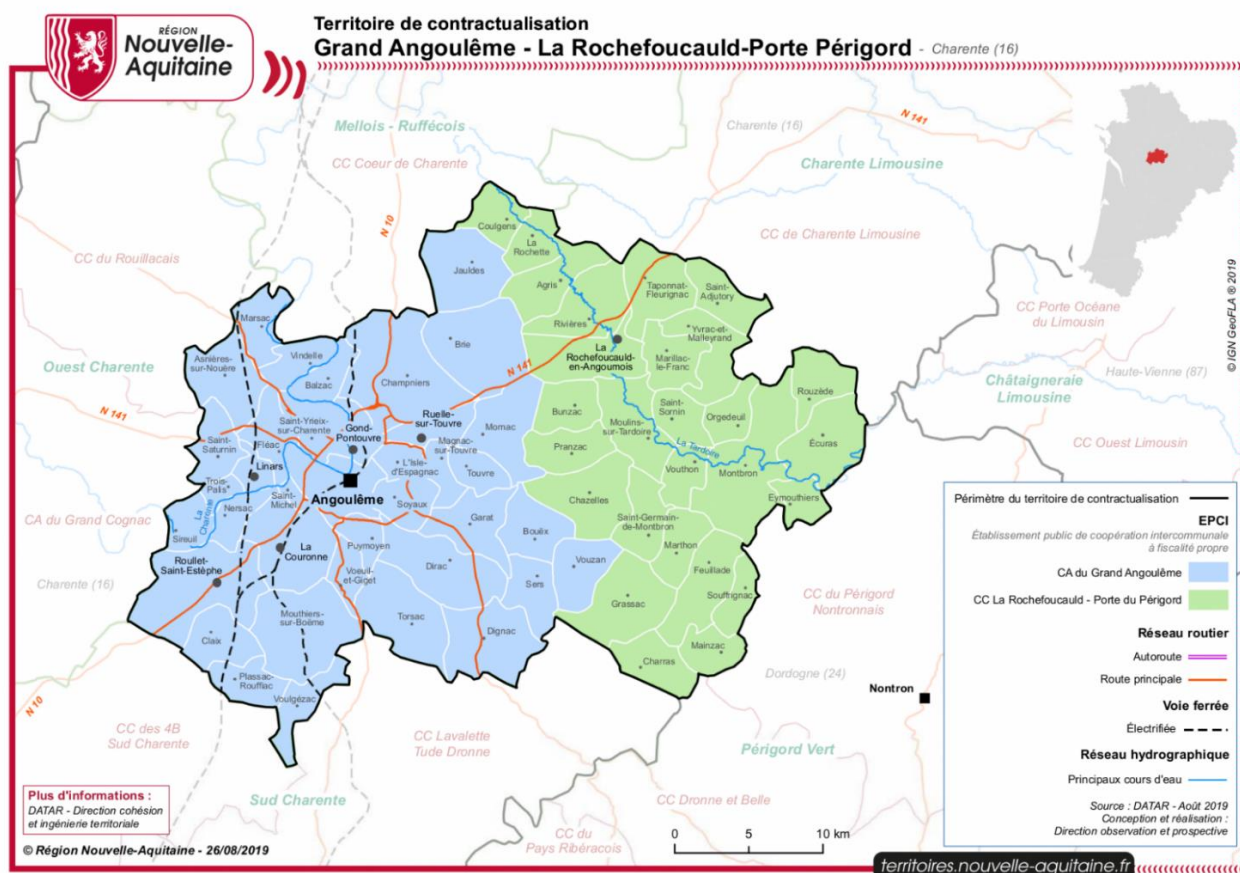 RÉGION
Nouvelle-
Aquitaine
Territoire de contractualisation
Grand Angoulême - La Rochefoucauld-Porte Périgord - Charente (16)
Mellois - Ruffécois
Charente (16)
N 141
CC Coeur de Charente
Charente Limousine
N 10
CC de Charente Limousine
CC du Rouillacais
Coulgens
La
Rochette
Jauldes
Agris
Taponnat-
Fleurignac
Saint-
Adjutory
CC Porte Océane
du Limousin
© IGN GeoFLA ® 2019
Marsac
Rivières
Yvrac-et-
Malleyrand
Brie
La
Rochefoucauld-
en-Angoumois
Marillac-
le-Franc
Asnières-
sur-Nouère
Vindelle
Balzac
Champniers
N 141
Ouest Charente
Châtaigneraie
Limousine
Haute-Vienne (87)
Rouzède
N 141
Saint-Yrieix-
sur-Charente
Gond-
Pontouvre
Ruelle-
sur-Touvre
Mornac
Bunzac
Moulins-
sur-Tardoire
Saint-
Sornin
Orgedeuil
Écuras
CC Ouest Limousin
Saint-
Saturnin
Fléac
Magnac-
sur-Touvre
Pranzac
La Tardoire
Linars
L'Isle-
d'Espagnac
Touvre
Vouthon
Montbron
Trois-
Palis
Nersac
Saint-
Michel
Angoulême
Soyaux
Chazelles
Eymouthiers
CA du Grand Cognac
La Charente
Sireuil
Garat
Saint-Germain-
de-Montbron
La
Couronne
Puymoyen
Bouëx
Marthon
Charente (16)
Roullet-
Saint-Estèphe
Voeuil-
et-Giget
Dirac
Vouzan
Feuillade
Sers
Souffrignac
CC du Périgord
Nontronnais
Grassac
Mouthiers-
sur-Boëme
Torsac
Claix
Dignac
Mainzac
Charras
Plassac-
Rouffiac
Voulgézac
Dordogne (24)
Nontron
N 10
CC des 4B
Sud Charente
CC Lavalette
Tude Dronne
Périgord Vert
Sud Charente
CC Dronne et Belle
CC du
Pays Ribéracois
Périmètre du territoire de contractualisation
EPCI
Établissement public de coopération intercommunale
à fiscalité propre
CA du Grand Angoulême
CC La Rochefoucauld - Porte du Périgord
Réseau routier
Autoroute
Route principale
Voie ferrée
Électrifiée
Réseau hydrographique
Principaux cours d'eau
Source : DATAR - Août 2019
Conception et réalisation :
Direction observation et prospective
Plus d'informations :
DATAR - Direction cohésion
et ingénierie territoriale
© Région Nouvelle-Aquitaine - 26/08/2019
0 5 10 km
territoires.nouvelle-aquitaine.fr